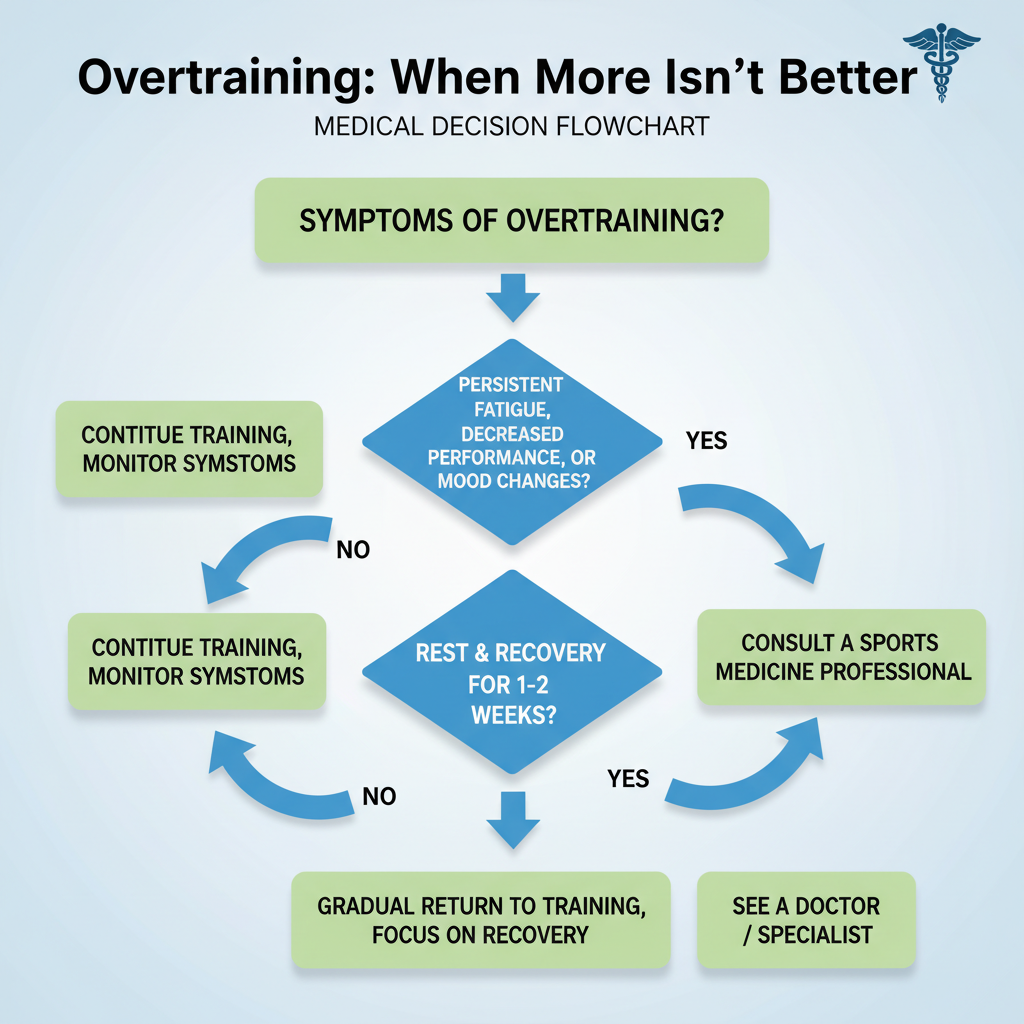 Overtraining: When More Isn't Better
MEDICAL DECISION FLOWCHART
SYMPTOMS OF OVERTRAINING?
PERSISTENT
FATIGUE,
DECREASED
PERFORMANCE, OR
MOOD CHANGES?
YES
CONTITUE TRAINING,
MONITOR SYMSTOMS
NO
CONTITUE TRAINING,
MONITOR SYMSTOMS
REST & RECOVERY
FOR 1-2
WEEKS?
CONSULT A SPORTS
MEDICINE PROFESSIONAL
NO
YES
GRADUAL RETURN TO TRAINING,
FOCUS ON RECOVERY
SEE A DOCTOR
/ SPECIALIST